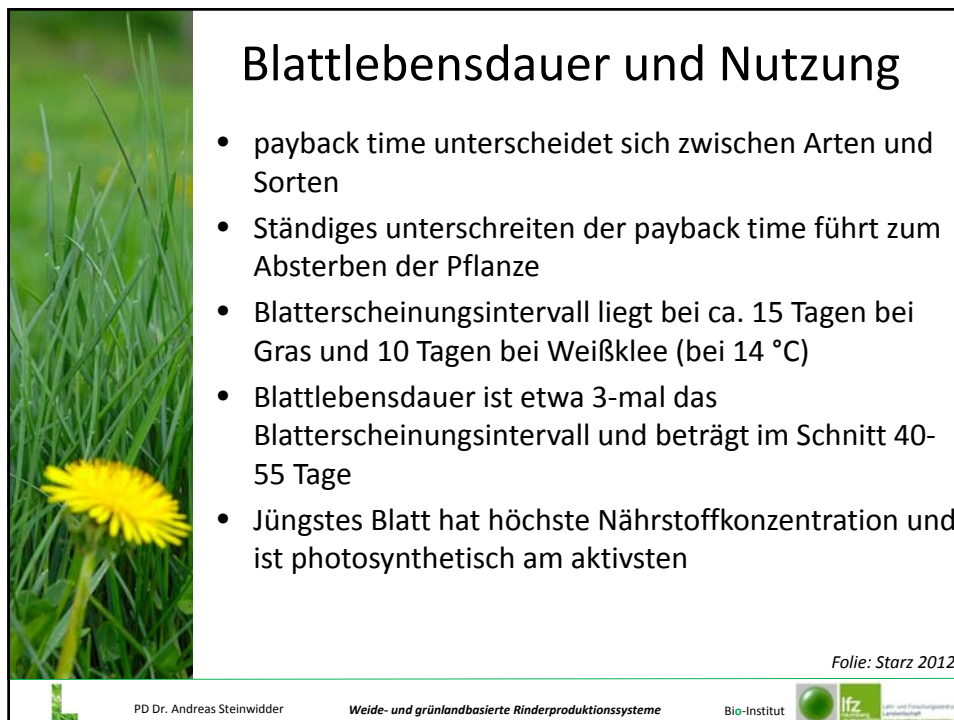 Blattlebensdauer und Nutzung
• payback time unterscheidet sich zwischen Arten und
Sorten
• Ständiges unterschreiten der payback time führt zum
Absterben der Pflanze
• Blatterscheinungsintervall liegt bei ca. 15 Tagen bei
Gras und 10 Tagen bei Weißklee (bei 14 °C)
• Blattlebensdauer ist etwa 3-mal das
Blatterscheinungsintervall und beträgt im Schnitt 40-
55 Tage
• Jüngstes Blatt hat höchste Nährstoffkonzentration und
ist photosynthetisch am aktivsten
Folie: Starz 2012
PD Dr. Andreas Steinwidder Weide- und grünlandbasierte Rinderproduktionssysteme Bio-Institut
lfz